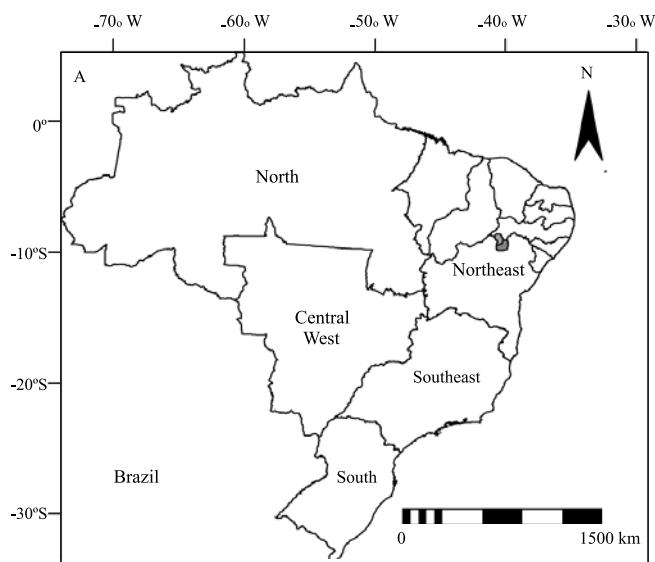 -70o W -60o W -50o W -40o W -30o W
A
N
0º
North
-10ºS
Northeast
Central
West
Southeast
-20ºS
Brazil
South
-30ºS
0 1500 km